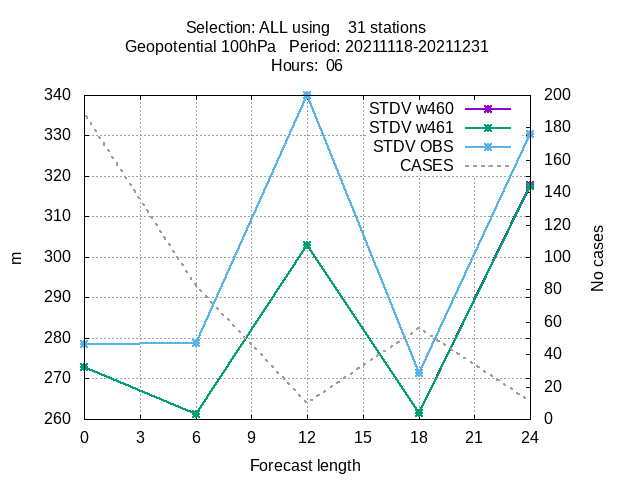 Selection: ALL using    31 stations
Geopotential 100hPa   Period: 20211118-20211231
Hours:  06
STDV w460
STDV w461
STDV OBS
CASES
340
330
320
310
300
290
280
270
260
200
180
160
140
120
100
80
60
40
20
0
m
No cases
0 3 6 9 12 15 18 21 24
Forecast length